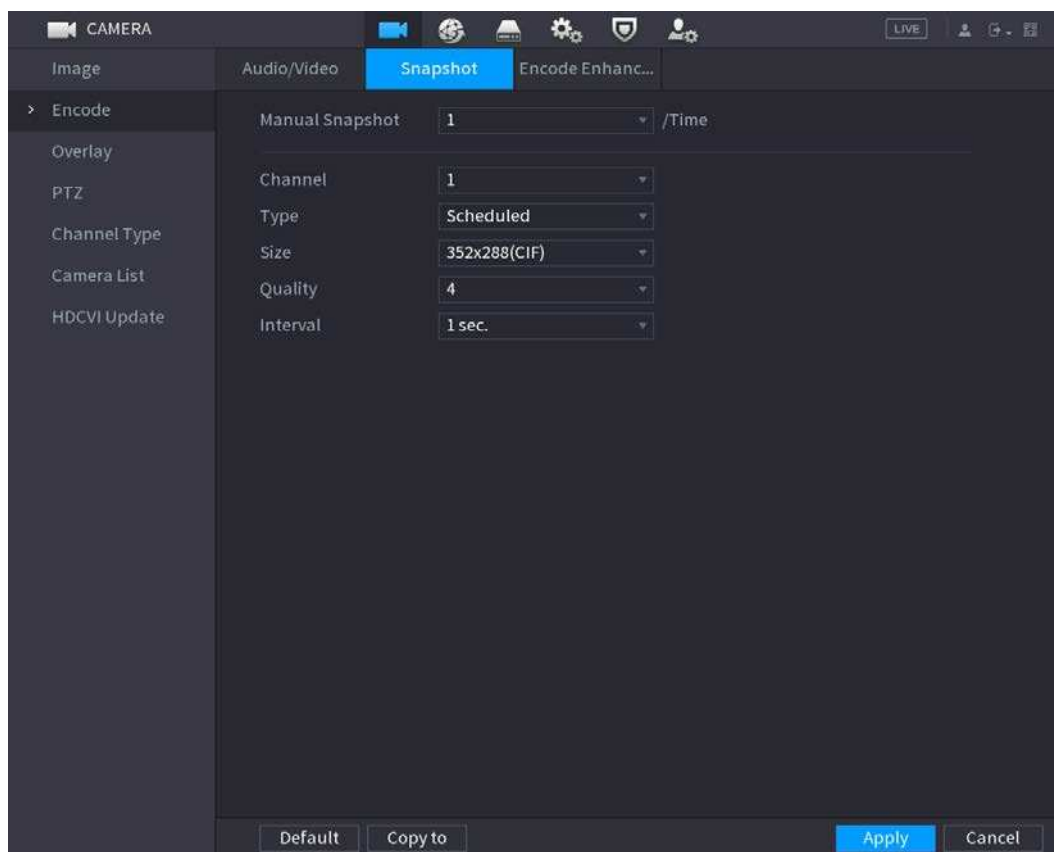 CAMERA
LIVE
Image
Encode
Overlay
PTZ
Channel Type
Camera List
HDCVI Update
Audio/Video
Snapshot
Encode Enhanc...
Manual Snapshot 1 /Time
Channel 1
Type Scheduled
Size 352x288(CIF)
Quality 4
Interval 1 sec.
Default
Copy to
Apply
Cancel